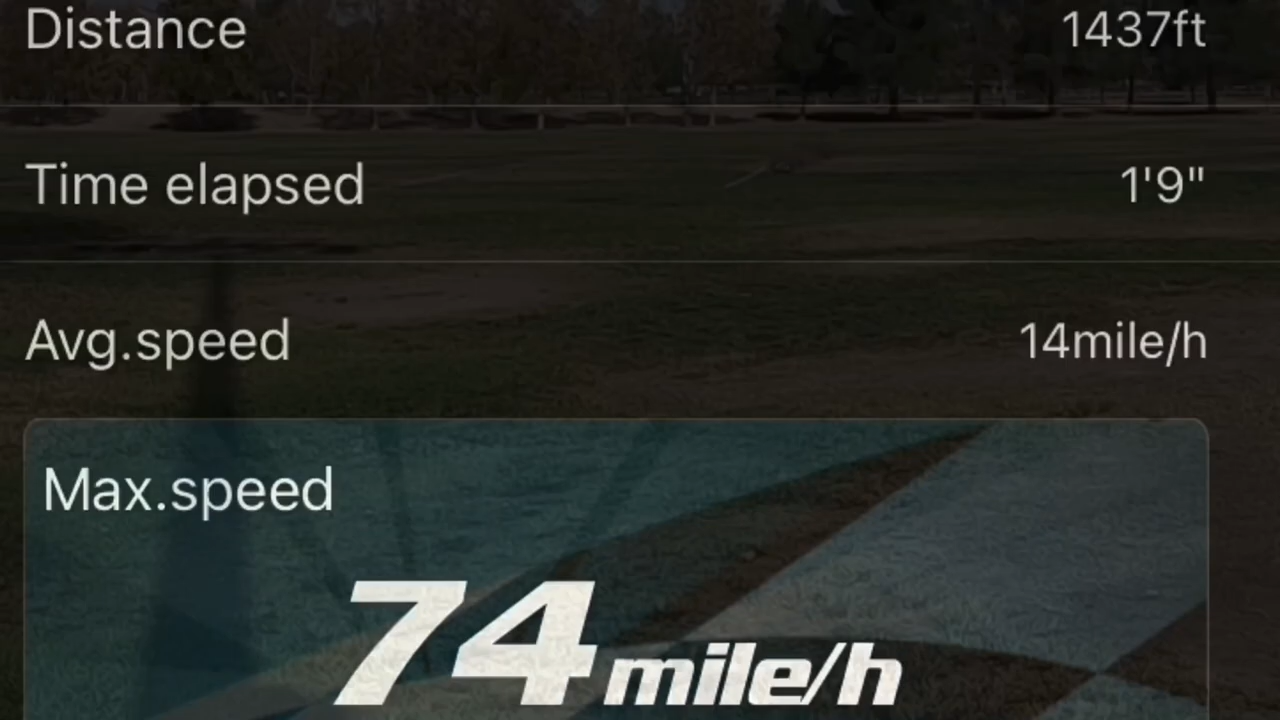 Distance 1437ft
Time elapsed 1'9"
Avg.speed 14mile/h
Max.speed
74mile/h